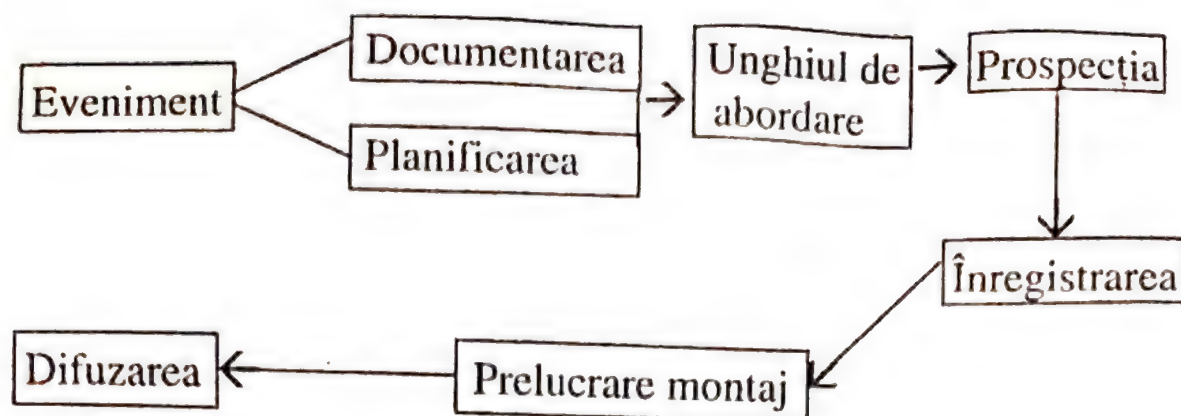 Eveniment
Documentarea
Planificarea
Unghiul de
abordare
Prospecția
Înregistrarea
Prelucrare montaj
Difuzarea